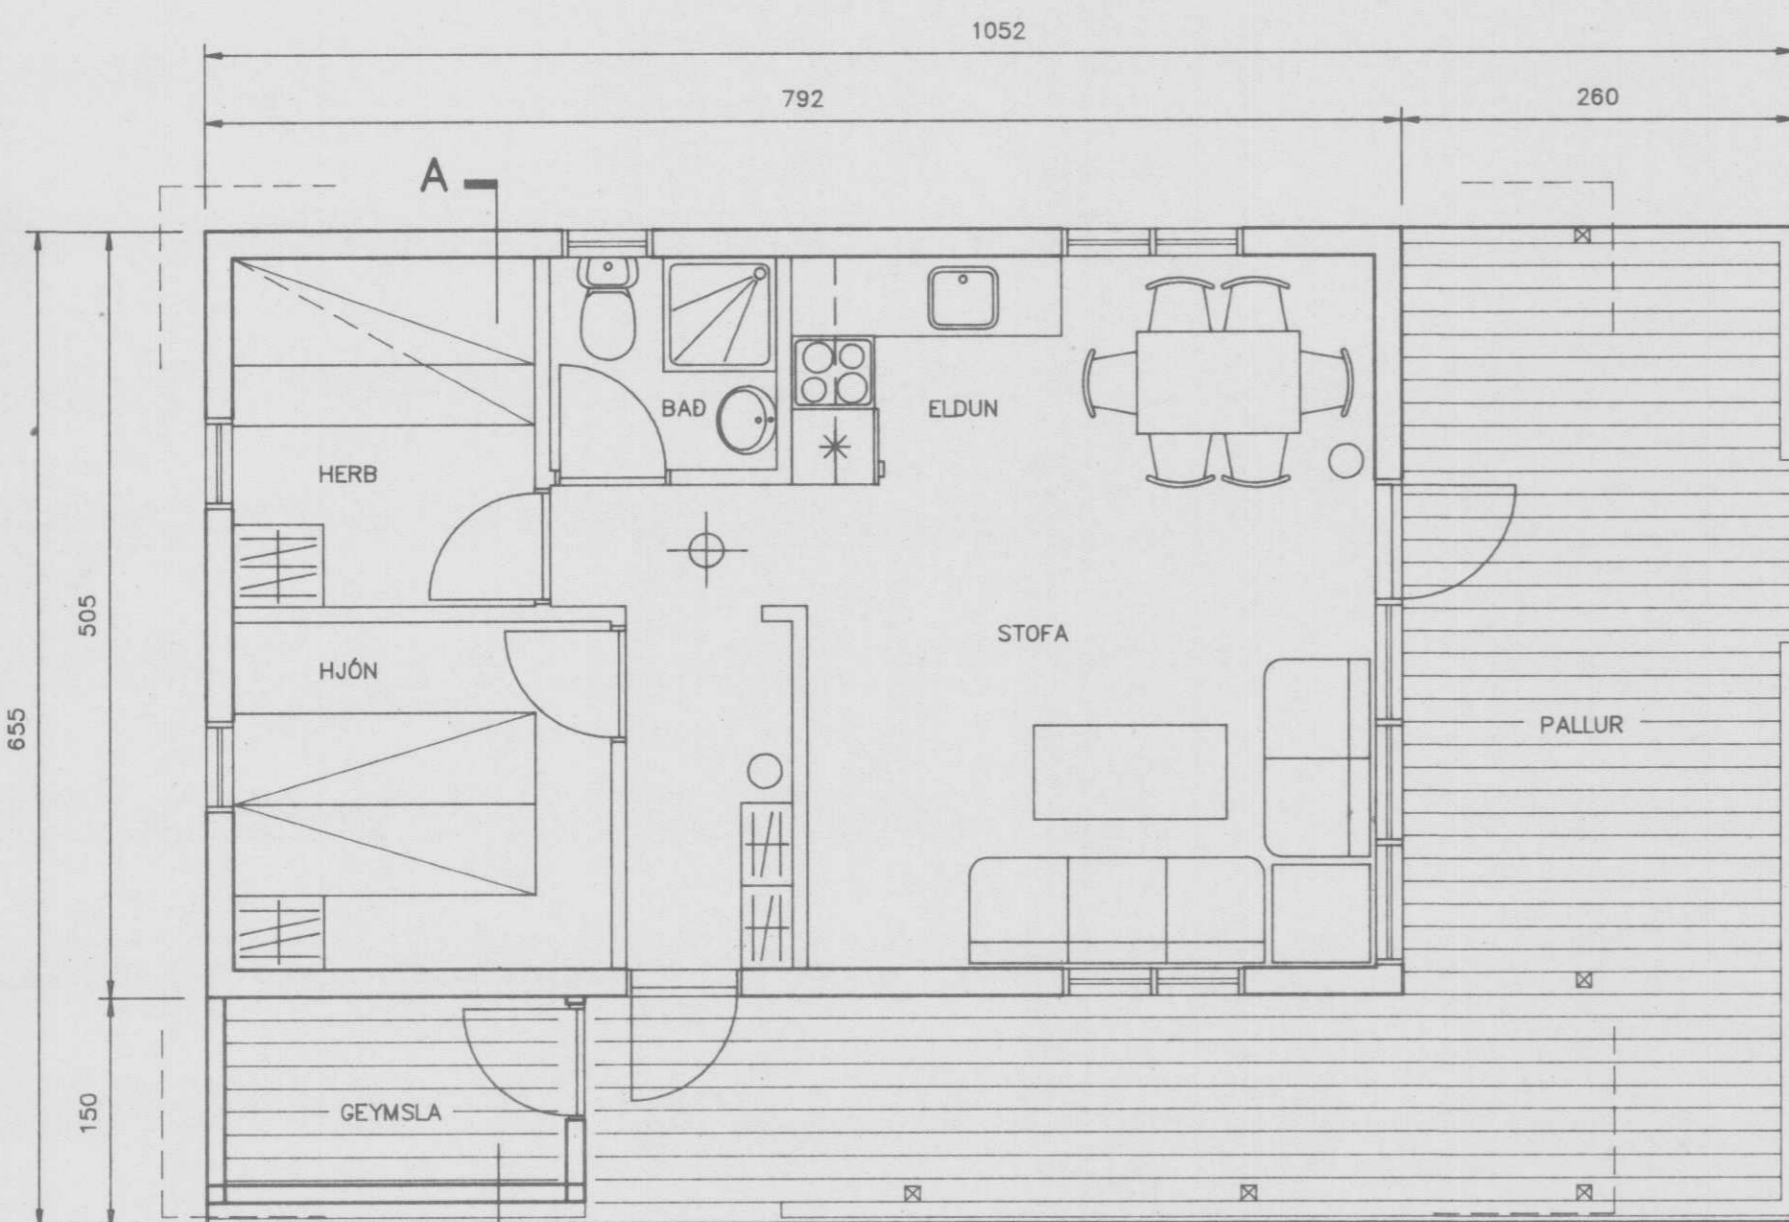 1052
792
260
A
BAÐ
ELDUN
HERB
505
STOFA
HJÓN
655
PALLUR
150
GEYMSLA